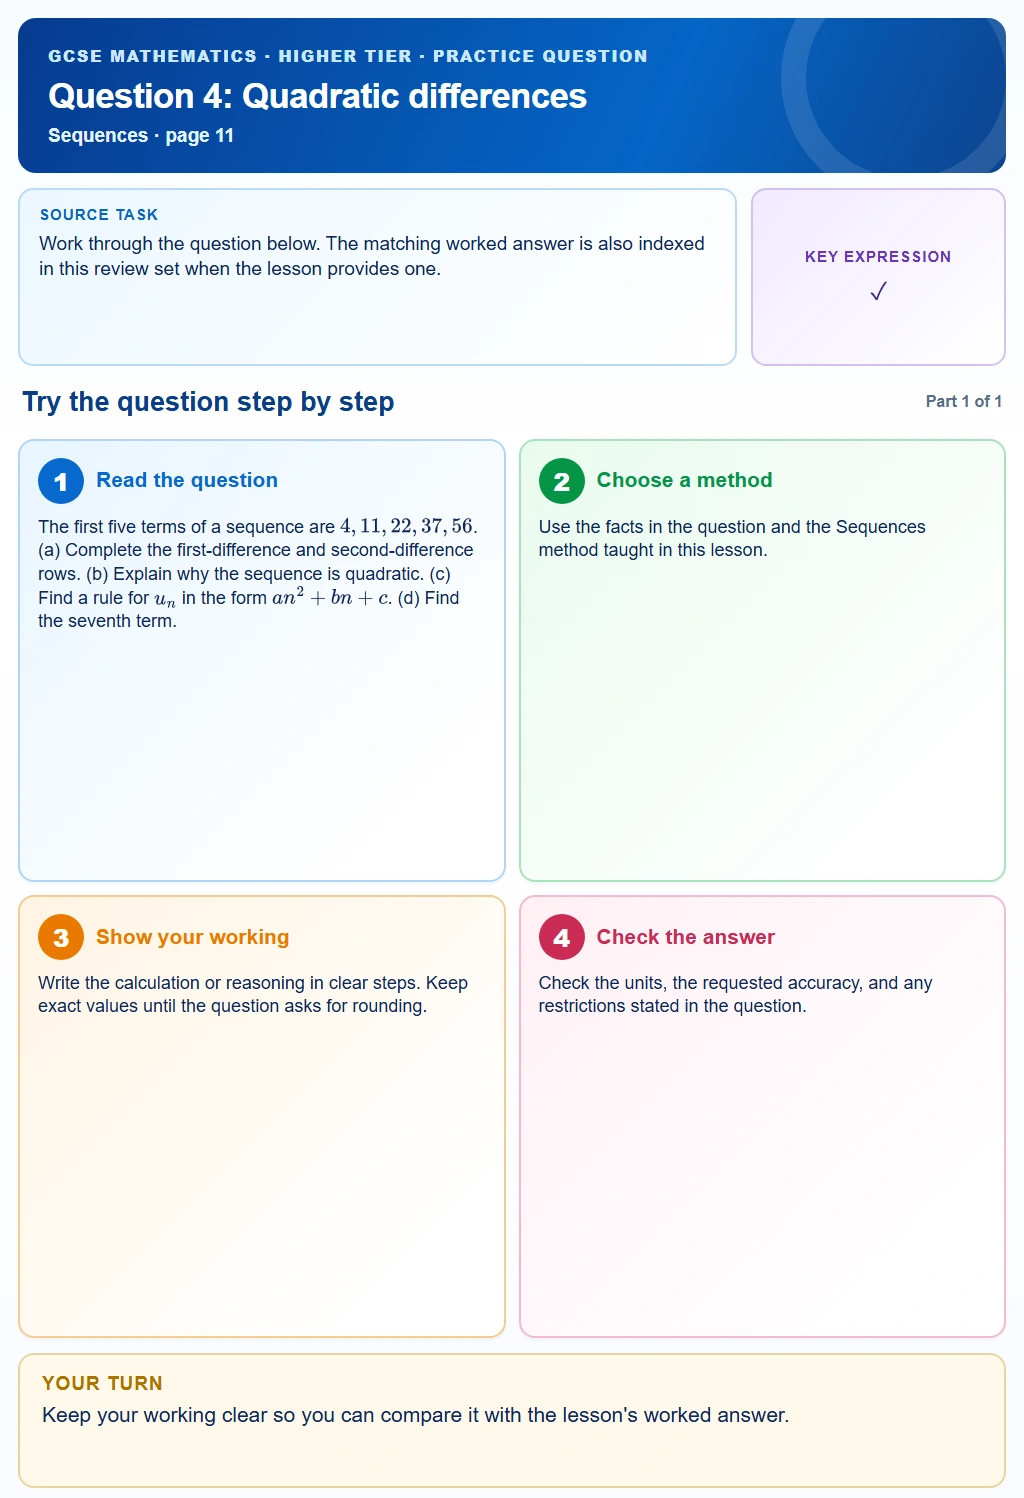 GCSE MATHEMATICS · HIGHER TIER · PRACTICE QUESTION
Question 4: Quadratic differences
Sequences · page 11
SOURCE TASK
Work through the question below. The matching worked answer is also indexed
in this review set when the lesson provides one.
KEY EXPRESSION
✓
Try the question step by step
Part 1 of 1
1 Read the question
The first five terms of a sequence are 4, 11, 22, 37, 56.
(a) Complete the first-difference and second-difference
rows. (b) Explain why the sequence is quadratic. (c)
Find a rule for uₙ in the form an² + bn + c. (d) Find
the seventh term.
2 Choose a method
Use the facts in the question and the Sequences
method taught in this lesson.
3 Show your working
Write the calculation or reasoning in clear steps. Keep
exact values until the question asks for rounding.
4 Check the answer
Check the units, the requested accuracy, and any
restrictions stated in the question.
YOUR TURN
Keep your working clear so you can compare it with the lesson's worked answer.